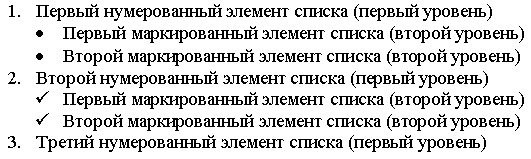 1. Первый нумерованный элемент списка (первый уровень)
• Первый маркированный элемент списка (второй уровень)
• Второй маркированный элемент списка (второй уровень)
2. Второй нумерованный элемент списка (первый уровень)
✓ Первый маркированный элемент списка (второй уровень)
✓ Второй маркированный элемент списка (второй уровень)
3. Третий нумерованный элемент списка (первый уровень)